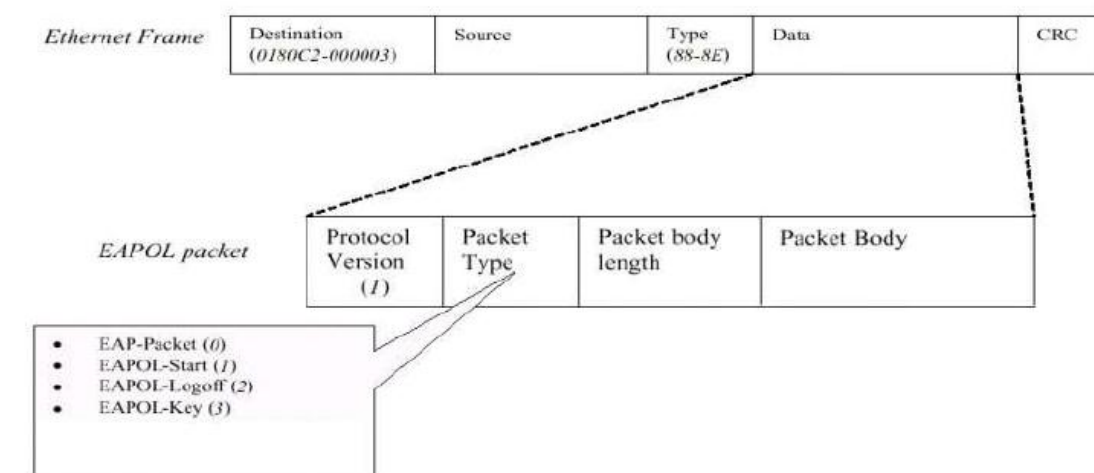 Ethernet Frame
Destination
(0180C2-000003)
Source
Type
(88-8E)
Data
CRC
EAPOL packet
Protocol
Version
(1)
Packet
Type
Packet body
length
Packet Body
• EAP-Packet (0)
• EAPOL-Start (1)
• EAPOL-Logoff (2)
• EAPOL-Key (3)